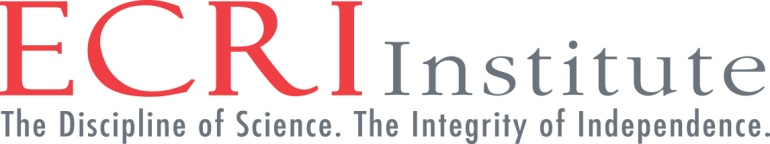 ECRI Institute
The Discipline of Science. The Integrity of Independence.